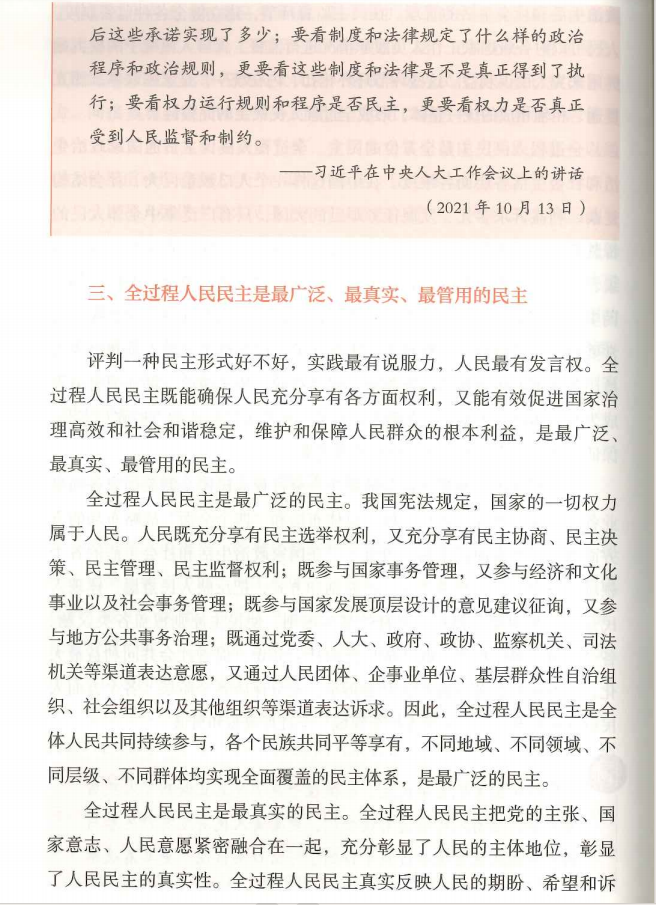 后这些承诺实现了多少；要看制度和法律规定了什么样的政治
程序和政治规则，更要看这些制度和法律是不是真正得到了执
行；要看权力运行规则和程序是否民主，更要看权力是否真正
受到人民监督和制约。
——习近平在中央人大工作会议上的讲话
（2021 年 10 月 13 日）
三、全过程人民民主是最广泛、最真实、最管用的民主
评判一种民主形式好不好，实践最有说服力，人民最有发言权。全
过程人民民主既能确保人民充分享有各方面权利，又能有效促进国家治
理高效和社会和谐稳定，维护和保障人民群众的根本利益，是最广泛、
最真实、最管用的民主。
全过程人民民主是最广泛的民主。我国宪法规定，国家的一切权力
属于人民。人民既充分享有民主选举权利，又充分享有民主协商、民主决
策、民主管理、民主监督权利；既参与国家事务管理，又参与经济和文化
事业以及社会事务管理；既参与国家发展顶层设计的意见建议征询，又参
与地方公共事务治理；既通过党委、人大、政府、政协、监察机关、司法
机关等渠道表达意愿，又通过人民团体、企事业单位、基层群众性自治组
织、社会组织以及其他组织等渠道表达诉求。因此，全过程人民民主是全
体人民共同持续参与，各个民族共同平等享有，不同地域、不同领域、不
同层级、不同群体均实现全面覆盖的民主体系，是最广泛的民主。
全过程人民民主是最真实的民主。全过程人民民主把党的主张、国
家意志、人民意愿紧密融合在一起，充分彰显了人民的主体地位，彰显
了人民民主的真实性。全过程人民民主真实反映人民的期盼、希望和诉